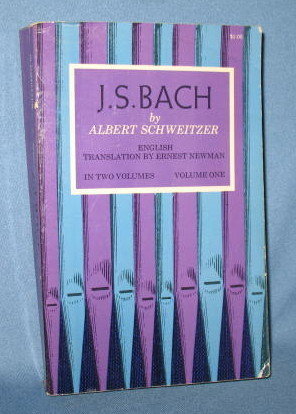 J.S.BACH
by
ALBERT SCHWEITZER
ENGLISH
TRANSLATION BY ERNEST NEWMAN
IN TWO VOLUMES VOLUME ONE